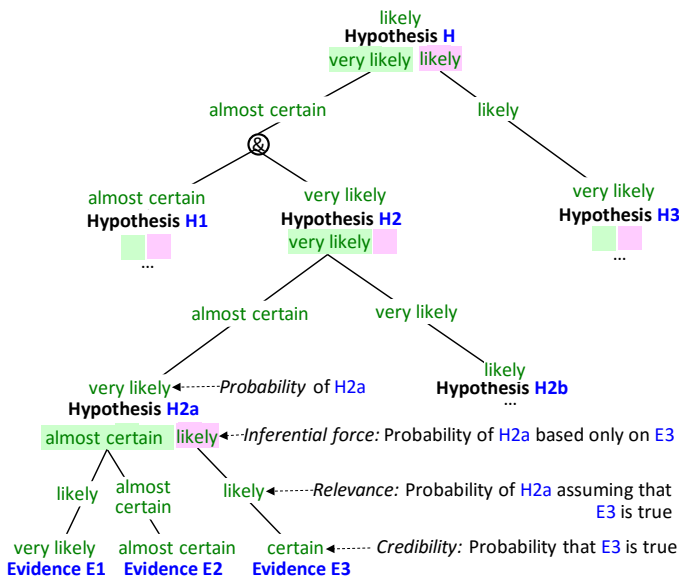 likely
Hypothesis H
very likely likely
almost certain
likely
&
almost certain
Hypothesis H1
...
very likely
Hypothesis H2
very likely
very likely
Hypothesis H3
...
almost certain
very likely
very likely
Probability of H2a
Hypothesis H2a
likely
Hypothesis H2b
...
almost certain likely
Inferential force: Probability of H2a based only on E3
likely
almost
certain
likely
Relevance: Probability of H2a assuming that
E3 is true
very likely
Evidence E1
almost certain
Evidence E2
certain
Evidence E3
Credibility: Probability that E3 is true